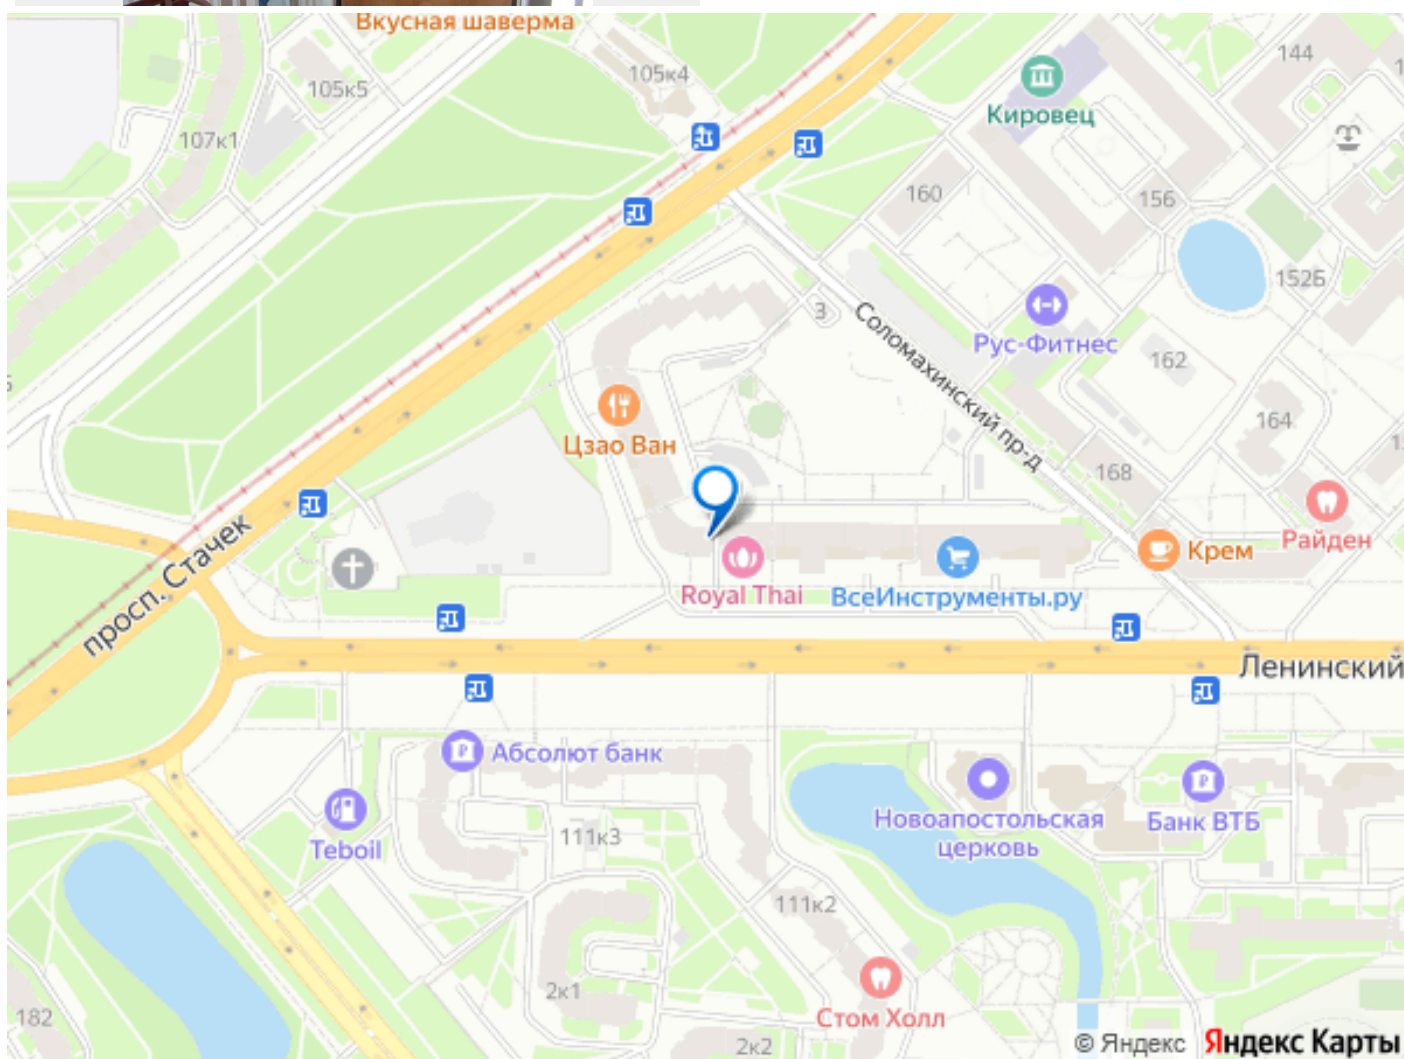 Вкусная шаверма
105к4
105к5
107к1
144
Кировец
160
156
152Б
3
Соломахинский пр-д
Рус-Фитнес
162
164
Цзао Ван
168
просп. Стачек
Royal Thai
ВсеИнструменты.ру
Крем
Райден
Ленинский
Абсолют банк
Teboil
111к3
Новоапостольская
церковь
Банк ВТБ
111к2
2к1
Стом Холл
182
2к2
© Яндекс Яндекс Карты